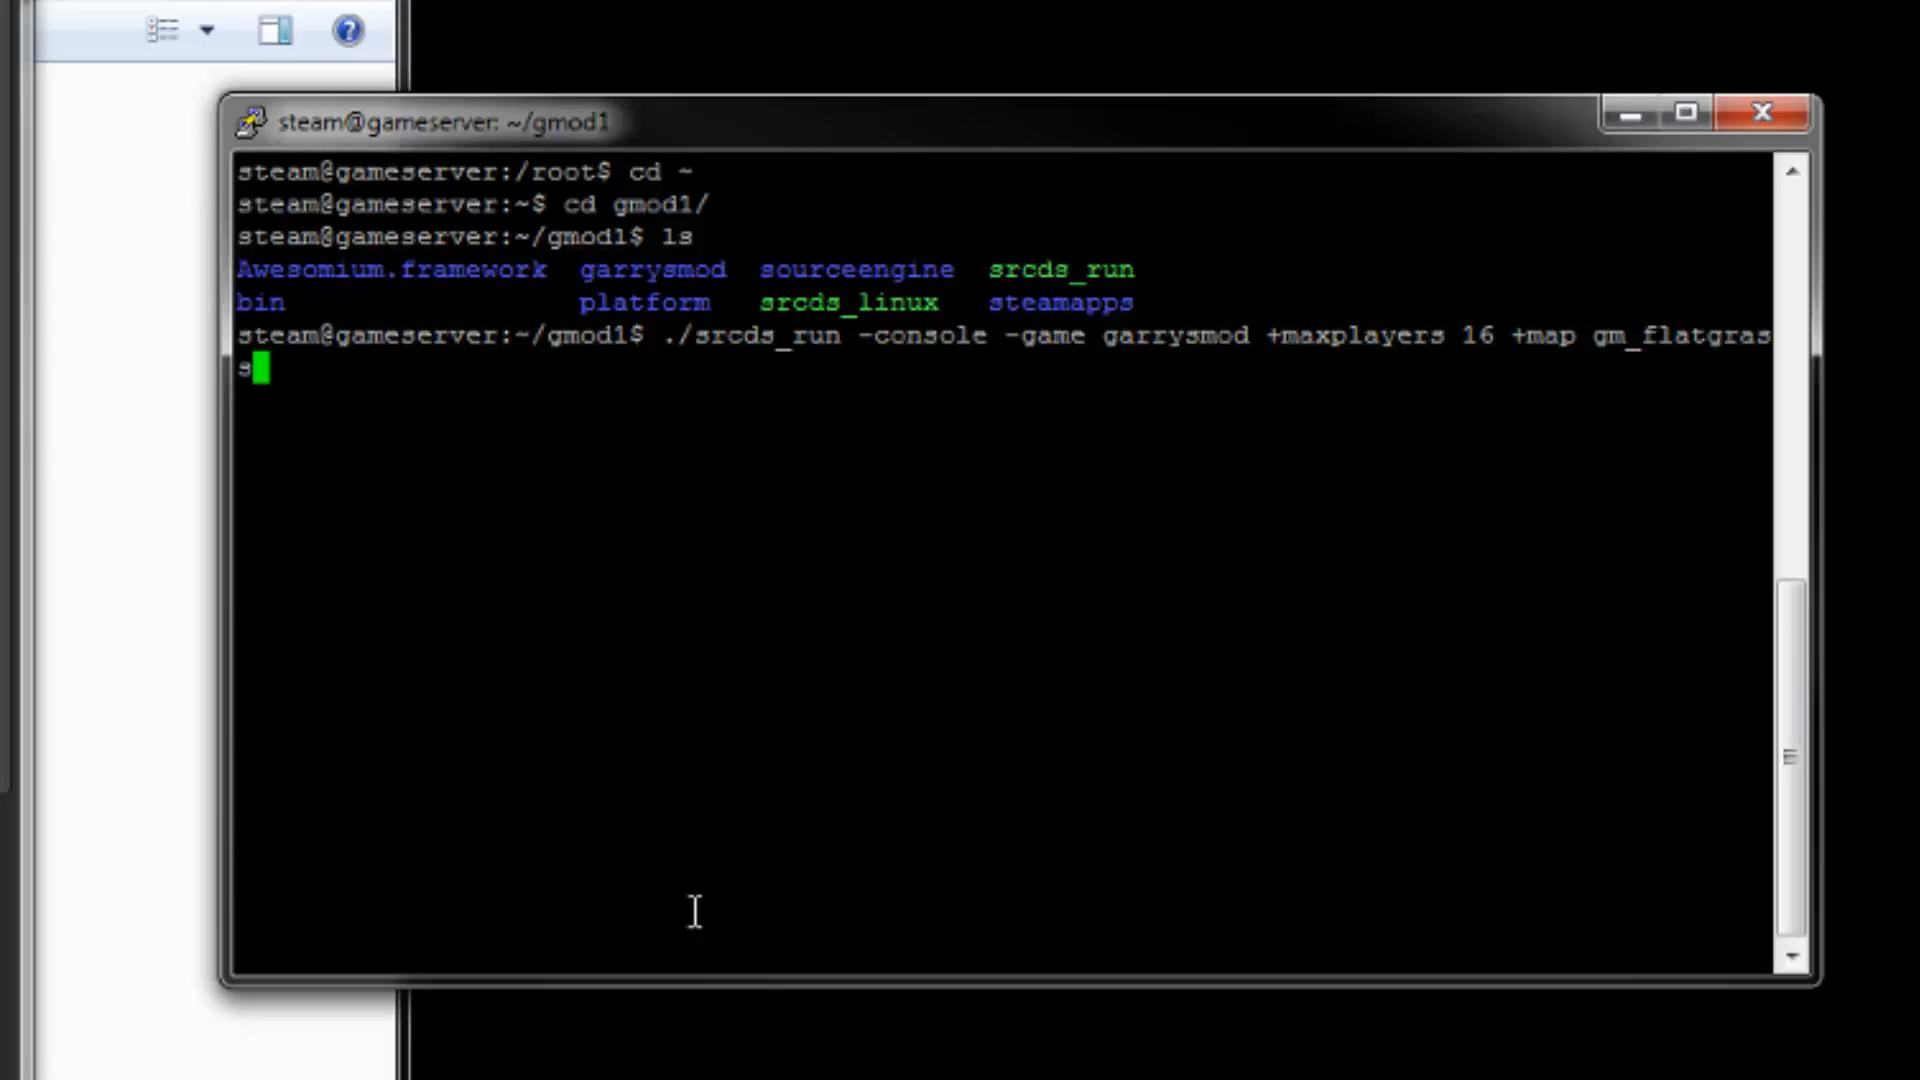 steam@gameserver: ~/gmod1
steam@gameserver:/root$ cd ~
steam@gameserver:~$ cd gmod1/
steam@gameserver:~/gmod1$ ls
Awesomium.framework garrysmod sourceengine srcds_run
bin platform srcds_linux steamapps
steam@gameserver:~/gmod1$ ./srcds_run -console -game garrysmod +maxplayers 16 +map gm_flatgras
s